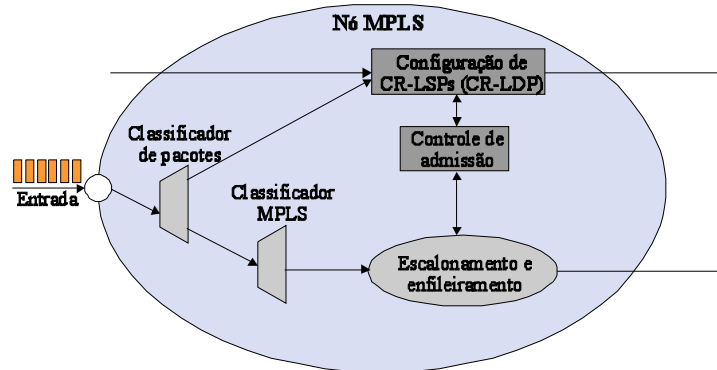 Nó MPLS
Configuração de
CR-LSPs (CR-LDP)
Controle de
admissão
Classificador
de pacotes
Entrada
Classificador
MPLS
Escalonamento e
enfileiramento